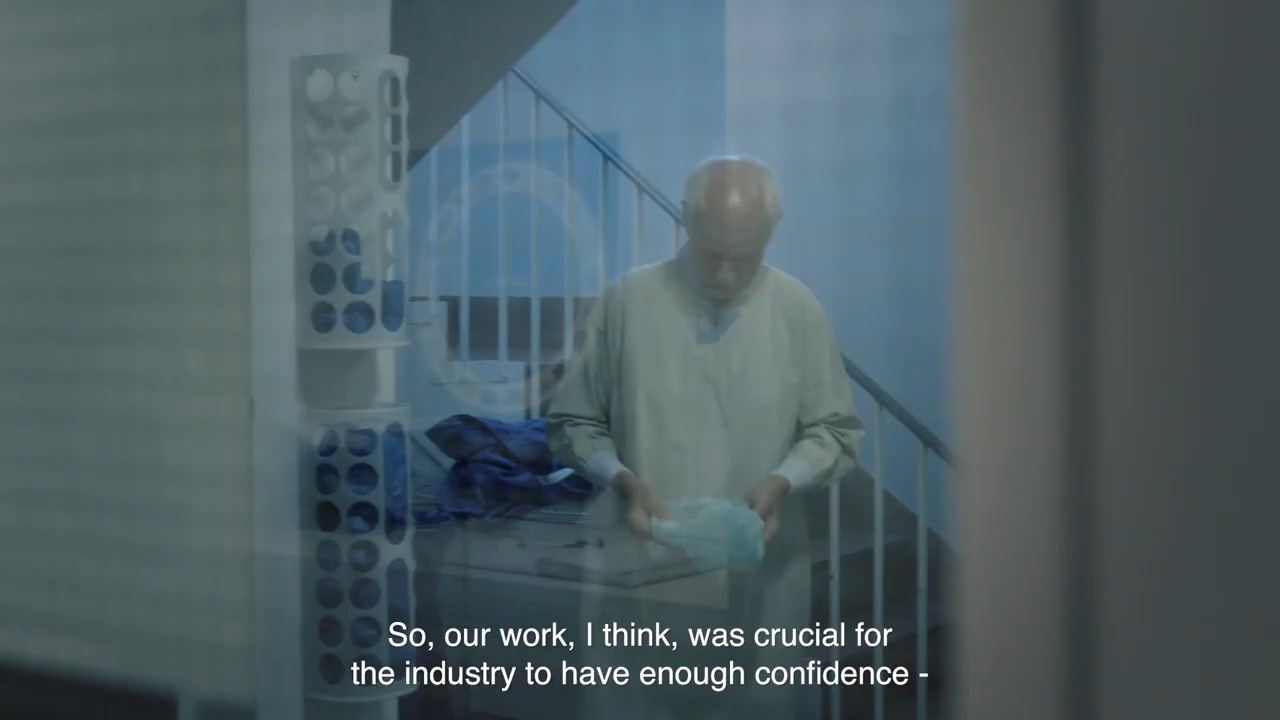 So, our work, I think, was crucial for
the industry to have enough confidence -